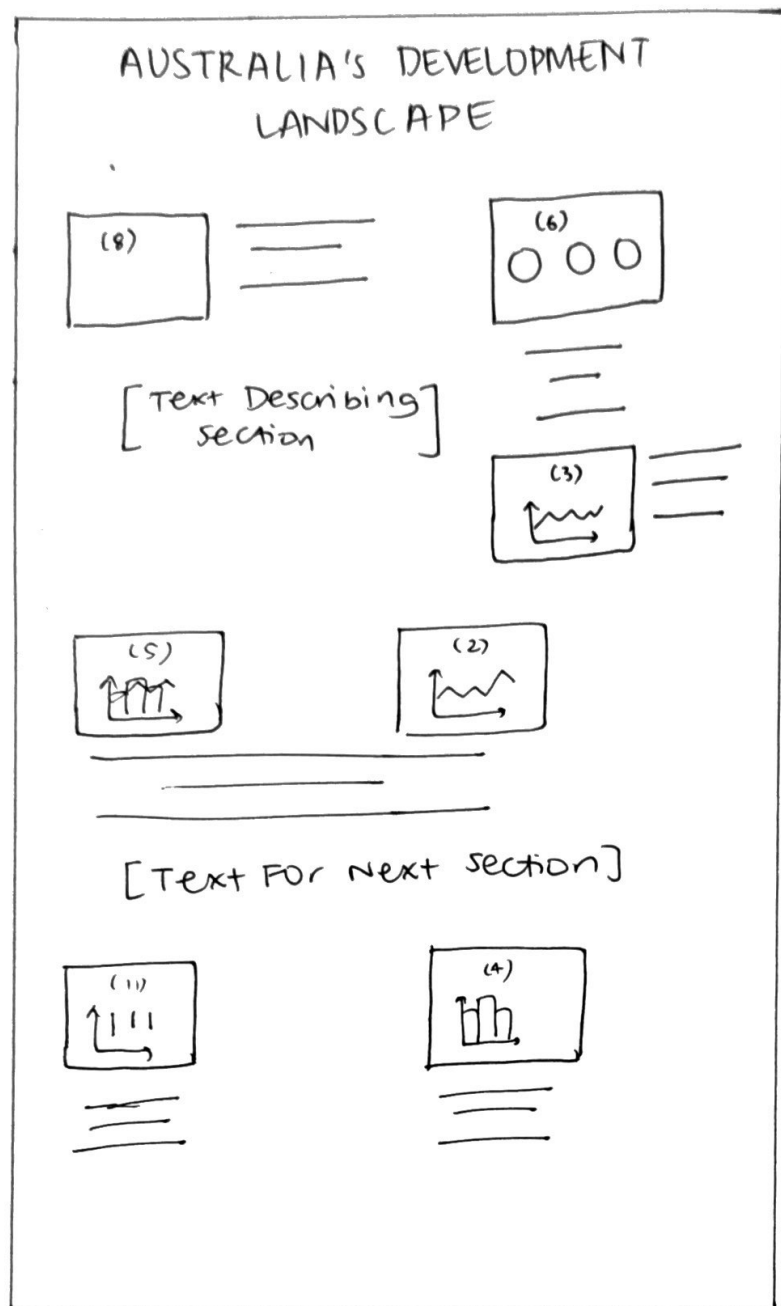 AUSTRALIA'S DEVELOPMENT
LANDSCAPE
(8)
(6)
[Text Describing
section]
(3)
(5)
(2)
[Text For Next Section]
(11)
(4)